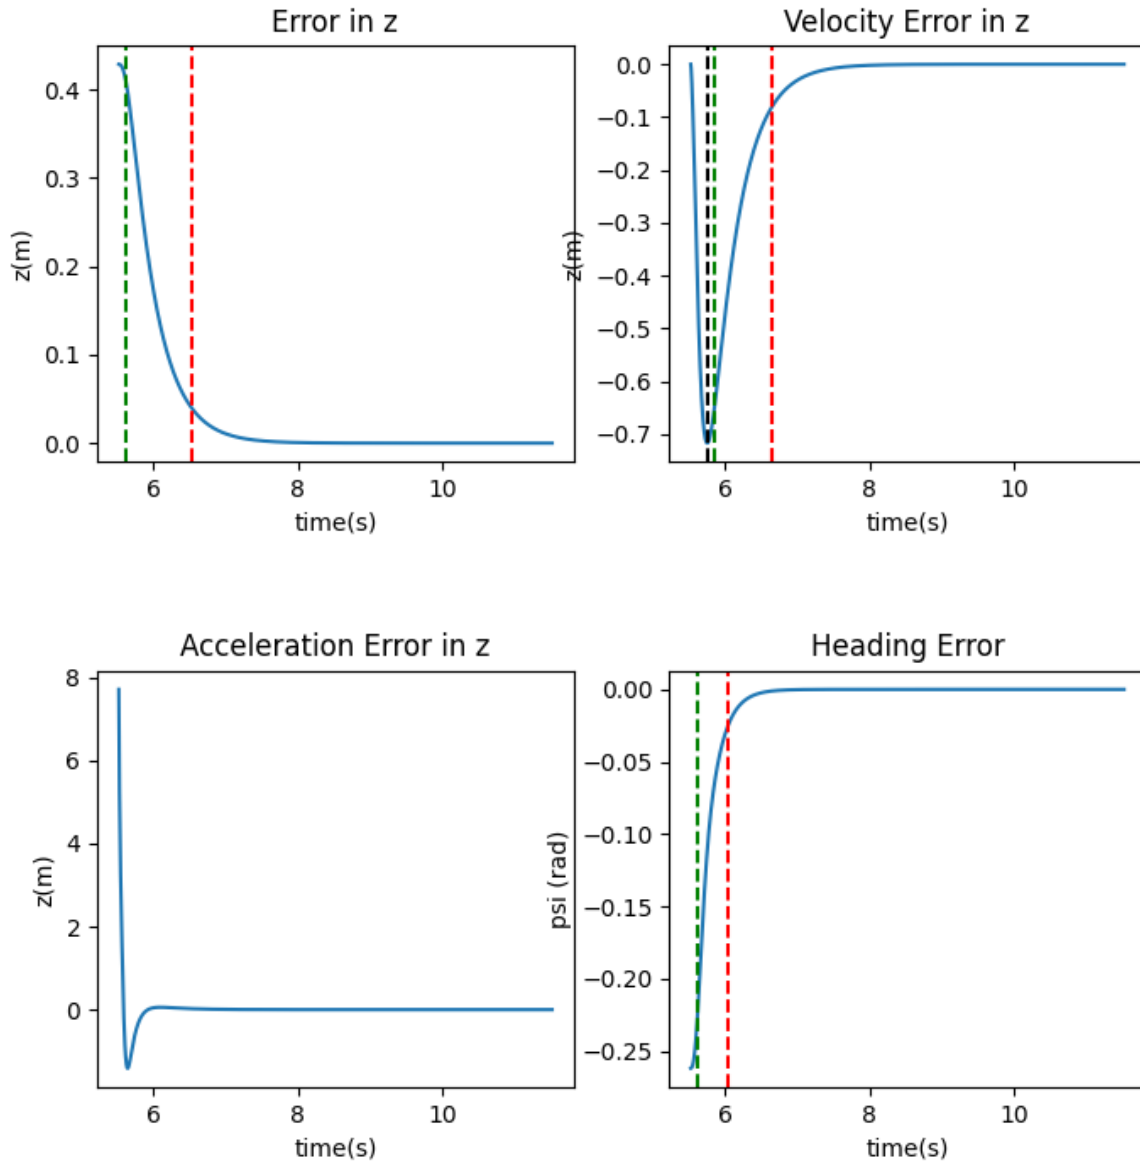 Error in z
0.4
0.3
0.2
0.1
0.0
z(m)
6 8 10
time(s)
Velocity Error in z
0.0
−0.1
−0.2
−0.3
−0.4
−0.5
−0.6
−0.7
z(m)
6 8 10
time(s)
Acceleration Error in z
8
6
4
2
0
z(m)
6 8 10
time(s)
Heading Error
0.00
−0.05
−0.10
−0.15
−0.20
−0.25
psi (rad)
6 8 10
time(s)